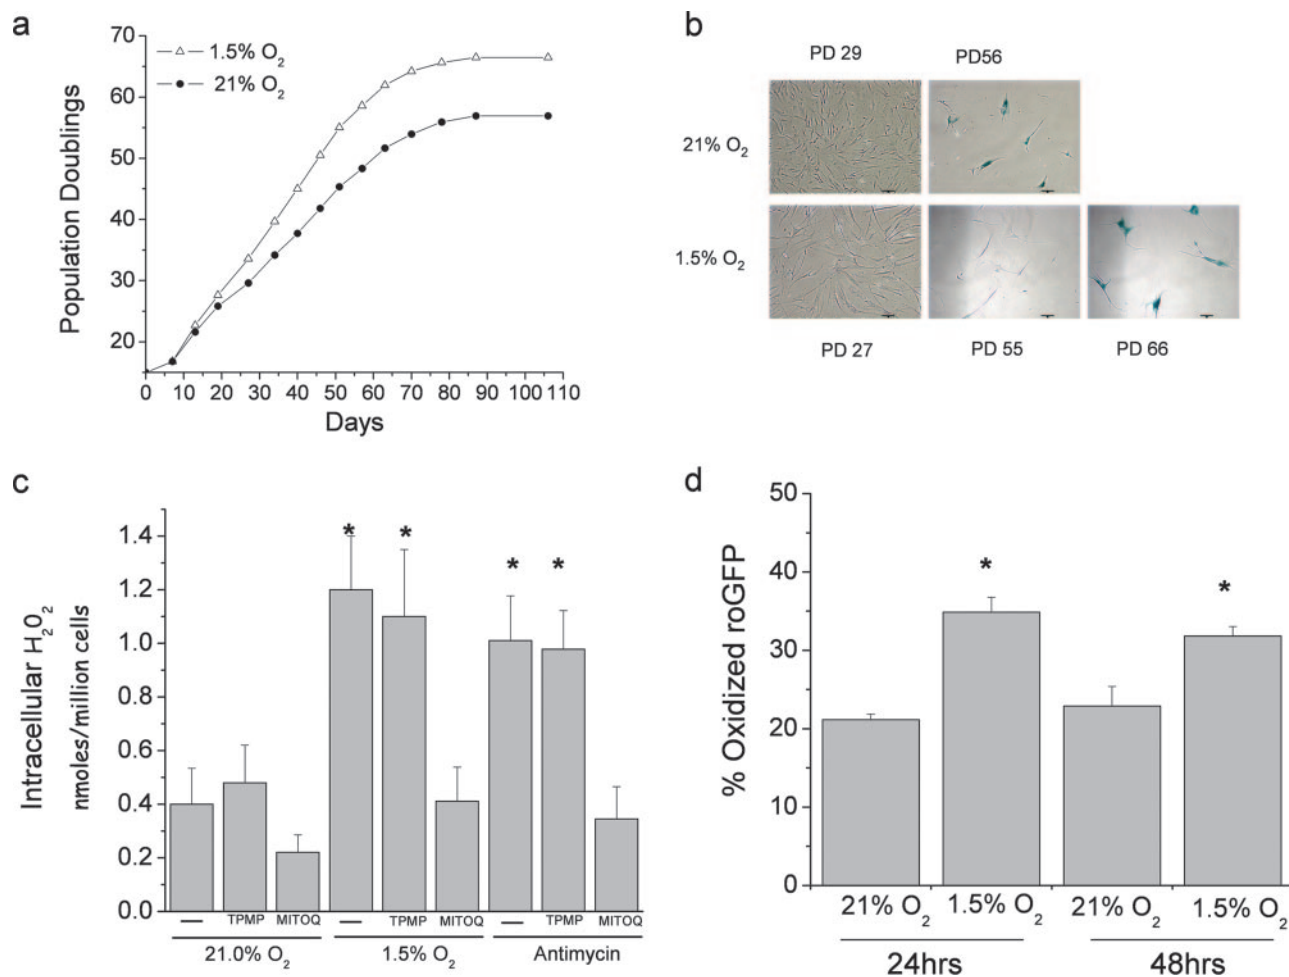 a
70
60
50
40
30
20
Population Doublings
1.5% O2
21% O2
0 10 20 30 40 50 60 70 80 90 100 110
Days
b
PD 29 PD56
21% O2
1.5% O2
PD 27 PD 55 PD 66
c
Intracellular H2O2
nmoles/million cells
1.4
1.2
1.0
0.8
0.6
0.4
0.2
0.0
* * * *
— TPMP MITOQ — TPMP MITOQ — TPMP MITOQ
21.0% O2 1.5% O2 Antimycin
d
% Oxidized roGFP
50
40
30
20
10
0
* *
21% O2 1.5% O2 21% O2 1.5% O2
24hrs 48hrs